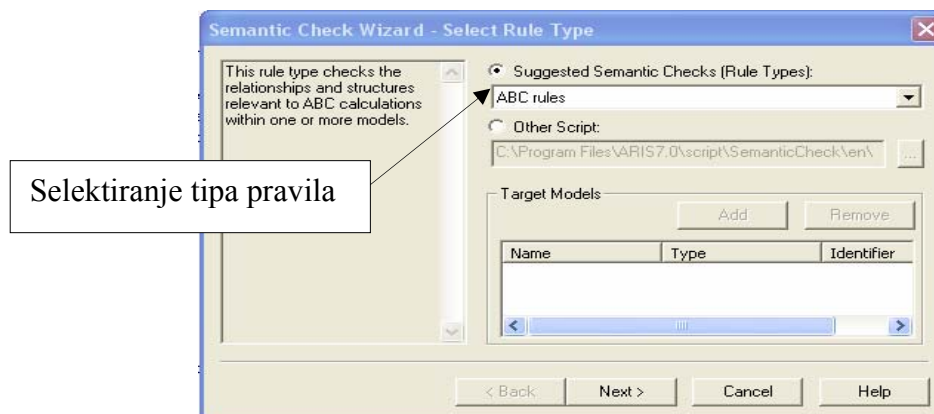 Semantic Check Wizard - Select Rule Type
This rule type checks the
relationships and structures
relevant to ABC calculations
within one or more models.
Suggested Semantic Checks (Rule Types):
ABC rules
Other Script:
C:\Program Files\ARIS7.0\script\SemanticCheck\en\
...
Selektiranje tipa pravila
Target Models
Add
Remove
Name
Type
Identifier
< Back
Next >
Cancel
Help